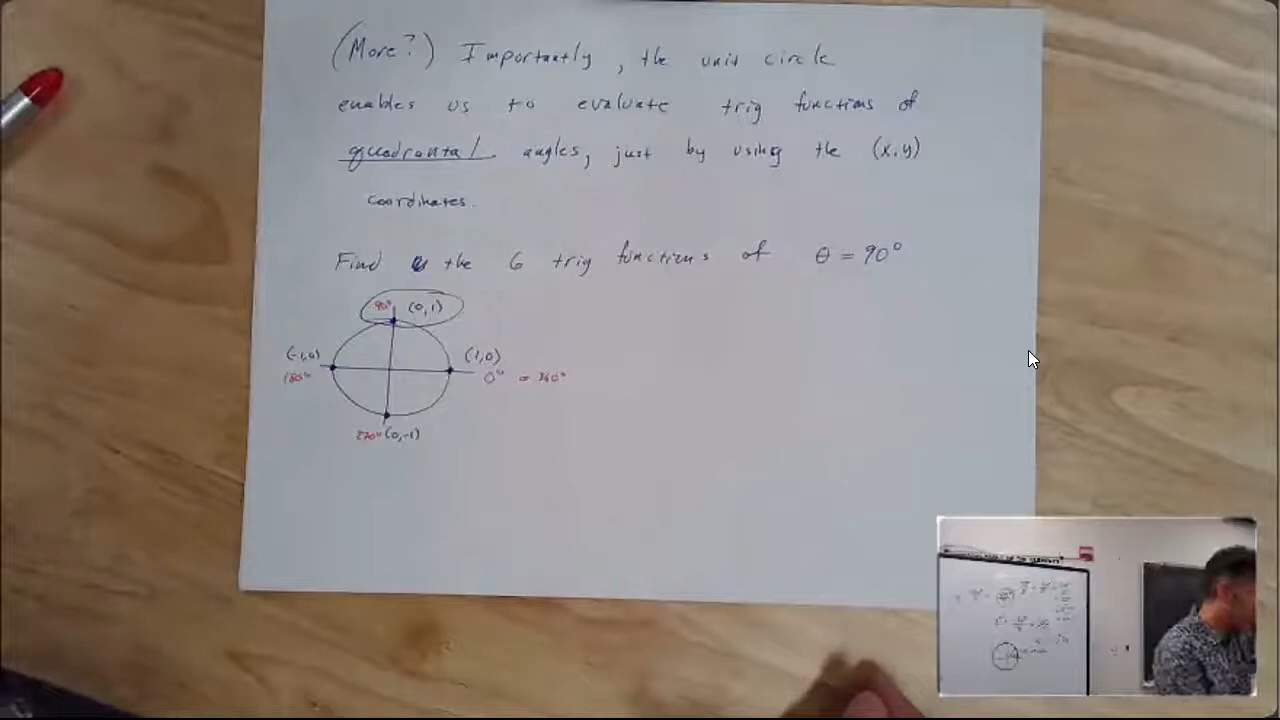 (More?) Importantly, the unit circle
enables us to evaluate trig functions of
quadrantal angles, just by using the (x,y)
coordinates.
Find the 6 trig functions of θ = 90°
90° (0,1)
(-1,0) (1,0)
180° 0° or 360°
270° (0,-1)